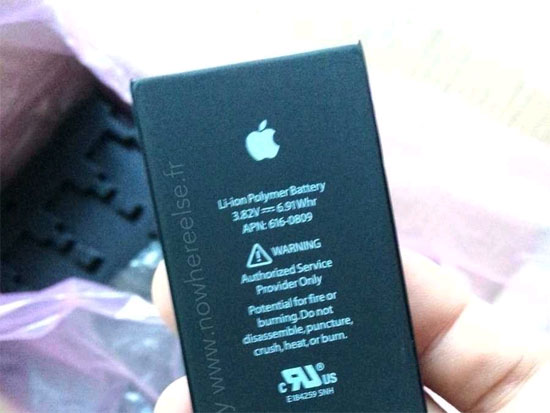 Li-ion Polymer Battery
3.82V⎓6.91Whr
APN: 616-0809
WARNING
Authorized Service
Provider Only
Potential for fire or
burning. Do not
disassemble, puncture,
crush, heat, or burn.
c RU US
E184259 SNH
y www.nowhereelse.fr